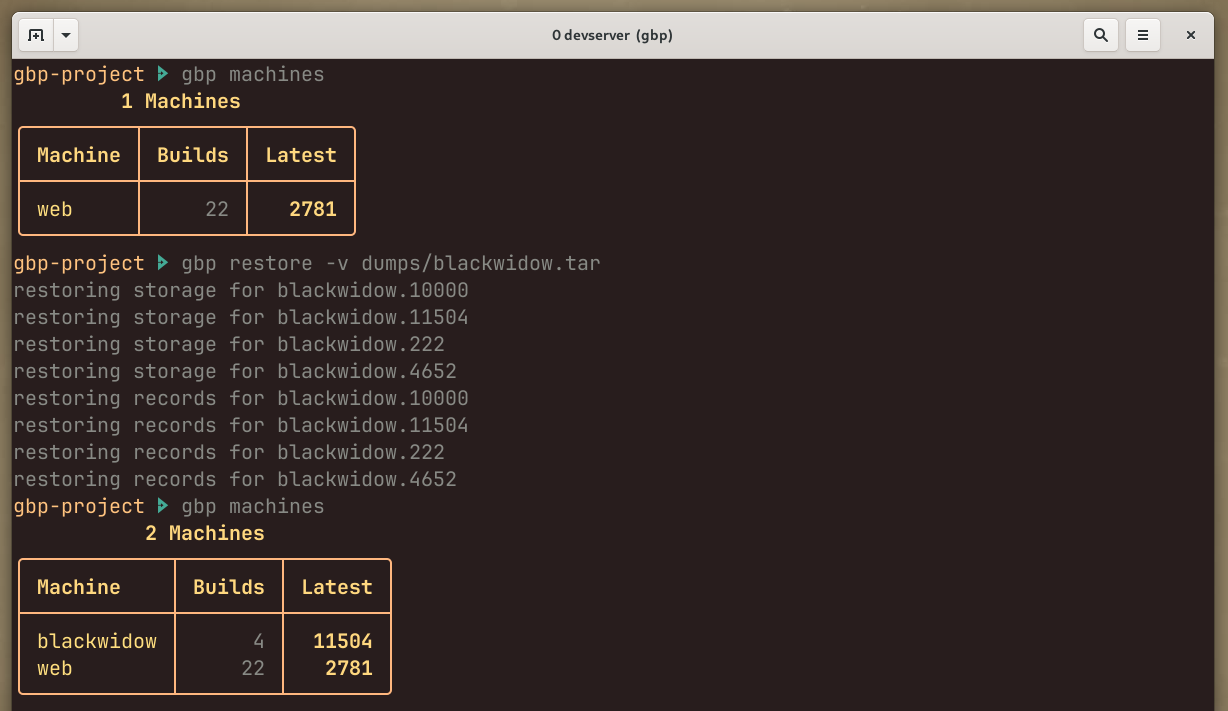 0 devserver (gbp)
gbp-project gbp machines
1 Machines
Machine Builds Latest
web 22 2781
gbp-project gbp restore -v dumps/blackwidow.tar
restoring storage for blackwidow.10000
restoring storage for blackwidow.11504
restoring storage for blackwidow.222
restoring storage for blackwidow.4652
restoring records for blackwidow.10000
restoring records for blackwidow.11504
restoring records for blackwidow.222
restoring records for blackwidow.4652
gbp-project gbp machines
2 Machines
Machine Builds Latest
blackwidow 4 11504
web 22 2781